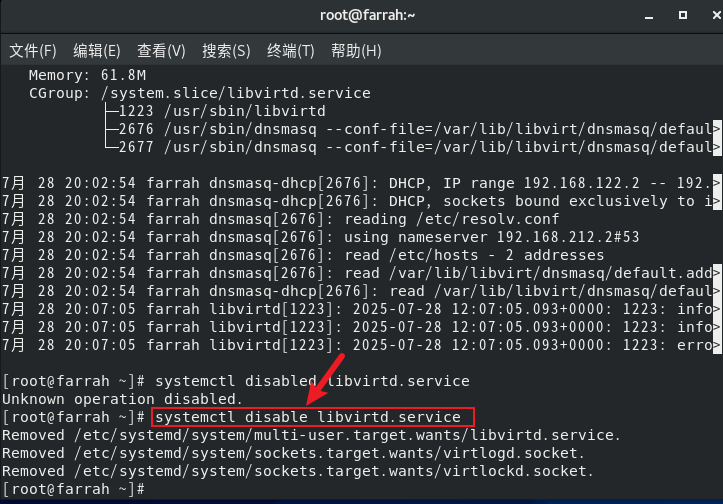 root@farrah:~
文件(F) 编辑(E) 查看(V) 搜索(S) 终端(T) 帮助(H)
Memory: 61.8M
CGroup: /system.slice/libvirtd.service
├─1223 /usr/sbin/libvirtd
├─2676 /usr/sbin/dnsmasq --conf-file=/var/lib/libvirt/dnsmasq/defaul>
└─2677 /usr/sbin/dnsmasq --conf-file=/var/lib/libvirt/dnsmasq/defaul>
7月 28 20:02:54 farrah dnsmasq-dhcp[2676]: DHCP, IP range 192.168.122.2 -- 192.>
7月 28 20:02:54 farrah dnsmasq-dhcp[2676]: DHCP, sockets bound exclusively to i>
7月 28 20:02:54 farrah dnsmasq[2676]: reading /etc/resolv.conf
7月 28 20:02:54 farrah dnsmasq[2676]: using nameserver 192.168.212.2#53
7月 28 20:02:54 farrah dnsmasq[2676]: read /etc/hosts - 2 addresses
7月 28 20:02:54 farrah dnsmasq[2676]: read /var/lib/libvirt/dnsmasq/default.add>
7月 28 20:02:54 farrah dnsmasq-dhcp[2676]: read /var/lib/libvirt/dnsmasq/defaul>
7月 28 20:07:05 farrah libvirtd[1223]: 2025-07-28 12:07:05.093+0000: 1223: info>
7月 28 20:07:05 farrah libvirtd[1223]: 2025-07-28 12:07:05.093+0000: 1223: info>
7月 28 20:07:05 farrah libvirtd[1223]: 2025-07-28 12:07:05.093+0000: 1223: erro>
[root@farrah ~]# systemctl disabled libvirtd.service
Unknown operation disabled.
[root@farrah ~]# systemctl disable libvirtd.service
Removed /etc/systemd/system/multi-user.target.wants/libvirtd.service.
Removed /etc/systemd/system/sockets.target.wants/virtlogd.socket.
Removed /etc/systemd/system/sockets.target.wants/virtlockd.socket.
[root@farrah ~]#